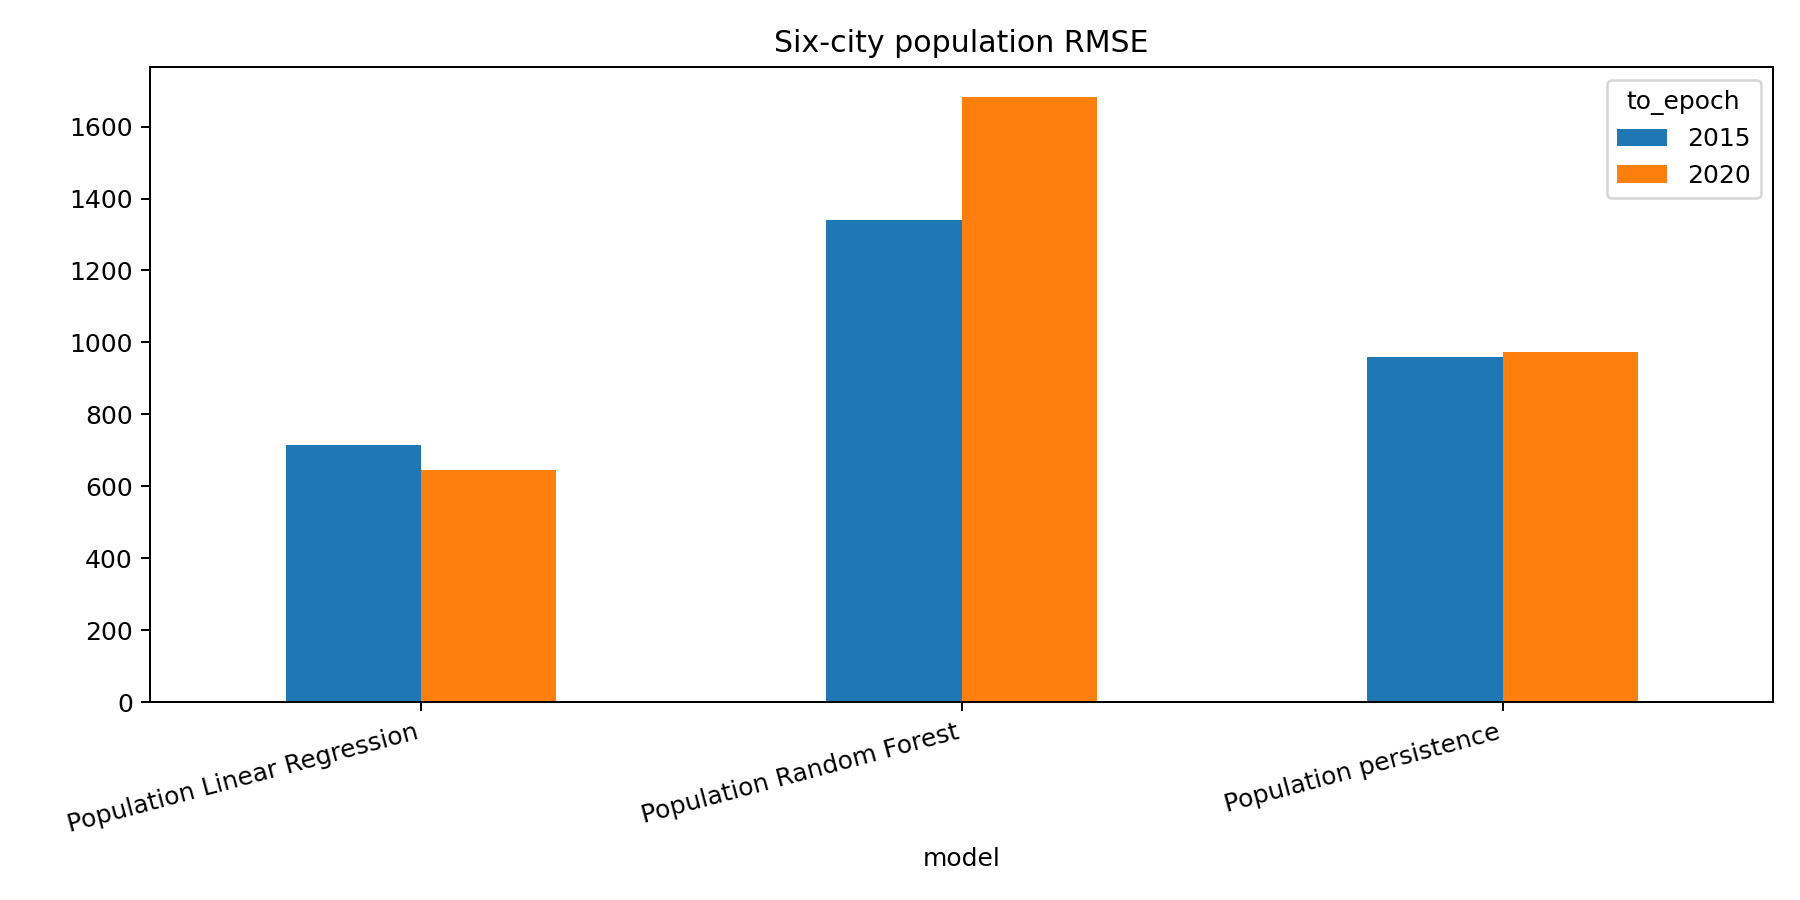 Six-city population RMSE
to_epoch
2015
2020
1600
1400
1200
1000
800
600
400
200
0
Population Linear Regression
Population Random Forest
Population persistence
model